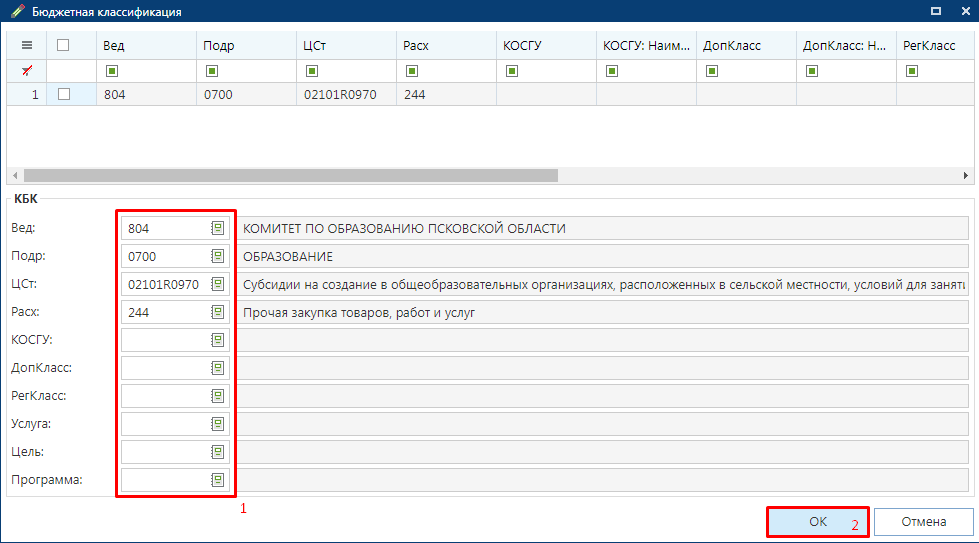 Бюджетная классификация
Вед Подр ЦСт Расх КОСГУ КОСГУ: Наим... ДопКласс ДопКласс: Н... РегКласс
1 804 0700 02101R0970 244
КБК
Вед: 804 КОМИТЕТ ПО ОБРАЗОВАНИЮ ПСКОВСКОЙ ОБЛАСТИ
Подр: 0700 ОБРАЗОВАНИЕ
ЦСт: 02101R0970 Субсидии на создание в общеобразовательных организациях, расположенных в сельской местности, условий для заняти
Расх: 244 Прочая закупка товаров, работ и услуг
КОСГУ:
ДопКласс:
РегКласс:
Услуга:
Цель:
Программа:
1
ОК 2 Отмена